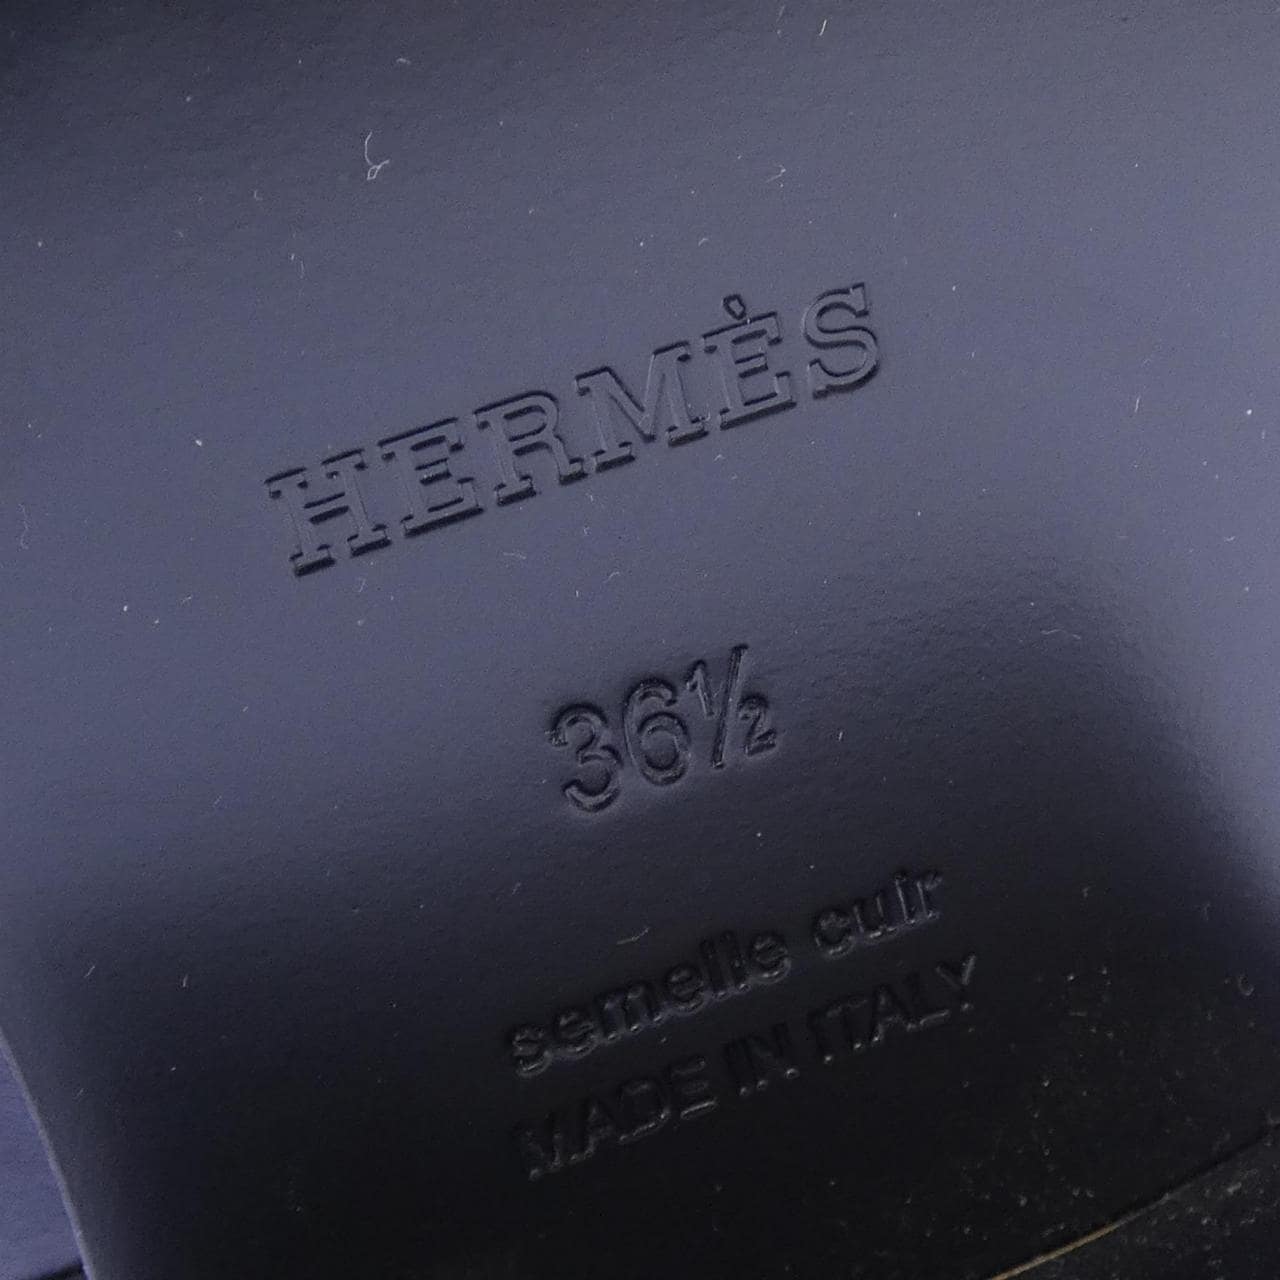 HERMÈS
36½
semelle cuir
MADE IN ITALY